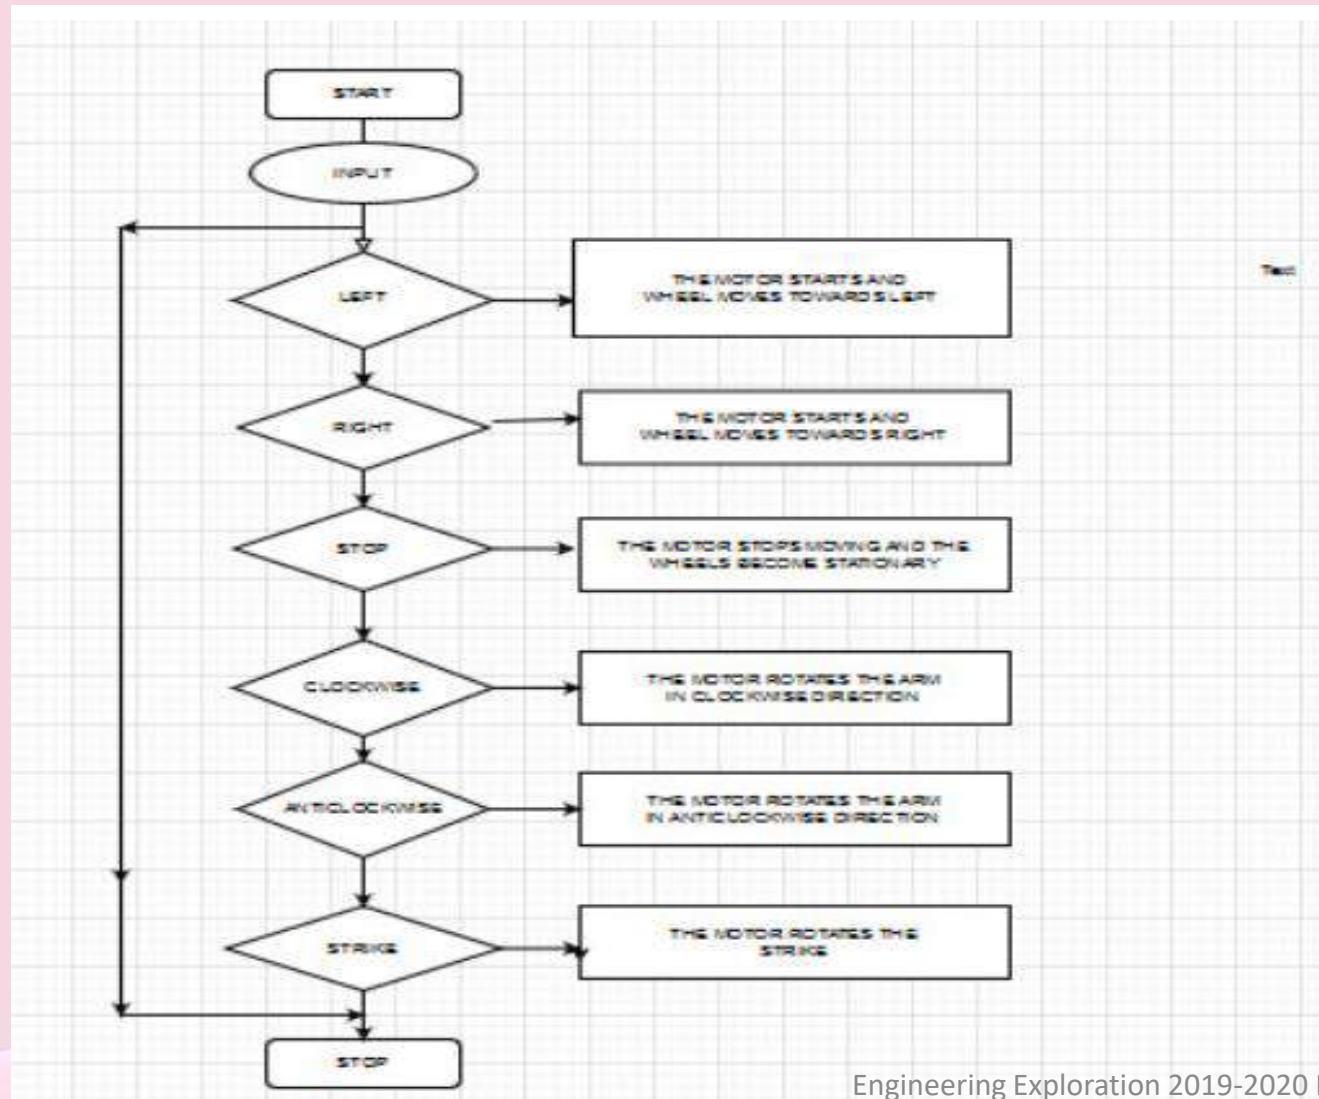 START
INPUT
LEFT
THE MOTOR STARTS AND
WHEEL MOVES TOWARDS LEFT
Text
RIGHT
THE MOTOR STARTS AND
WHEEL MOVES TOWARDS RIGHT
STOP
THE MOTOR STOPS MOVING AND THE
WHEELS BECOME STATIONARY
CLOCKWISE
THE MOTOR ROTATES THE ARM
IN CLOCKWISE DIRECTION
ANTICLOCKWISE
THE MOTOR ROTATES THE ARM
IN ANTICLOCKWISE DIRECTION
STRIKE
THE MOTOR ROTATES THE
STRIKE
STOP
Engineering Exploration 2019-2020